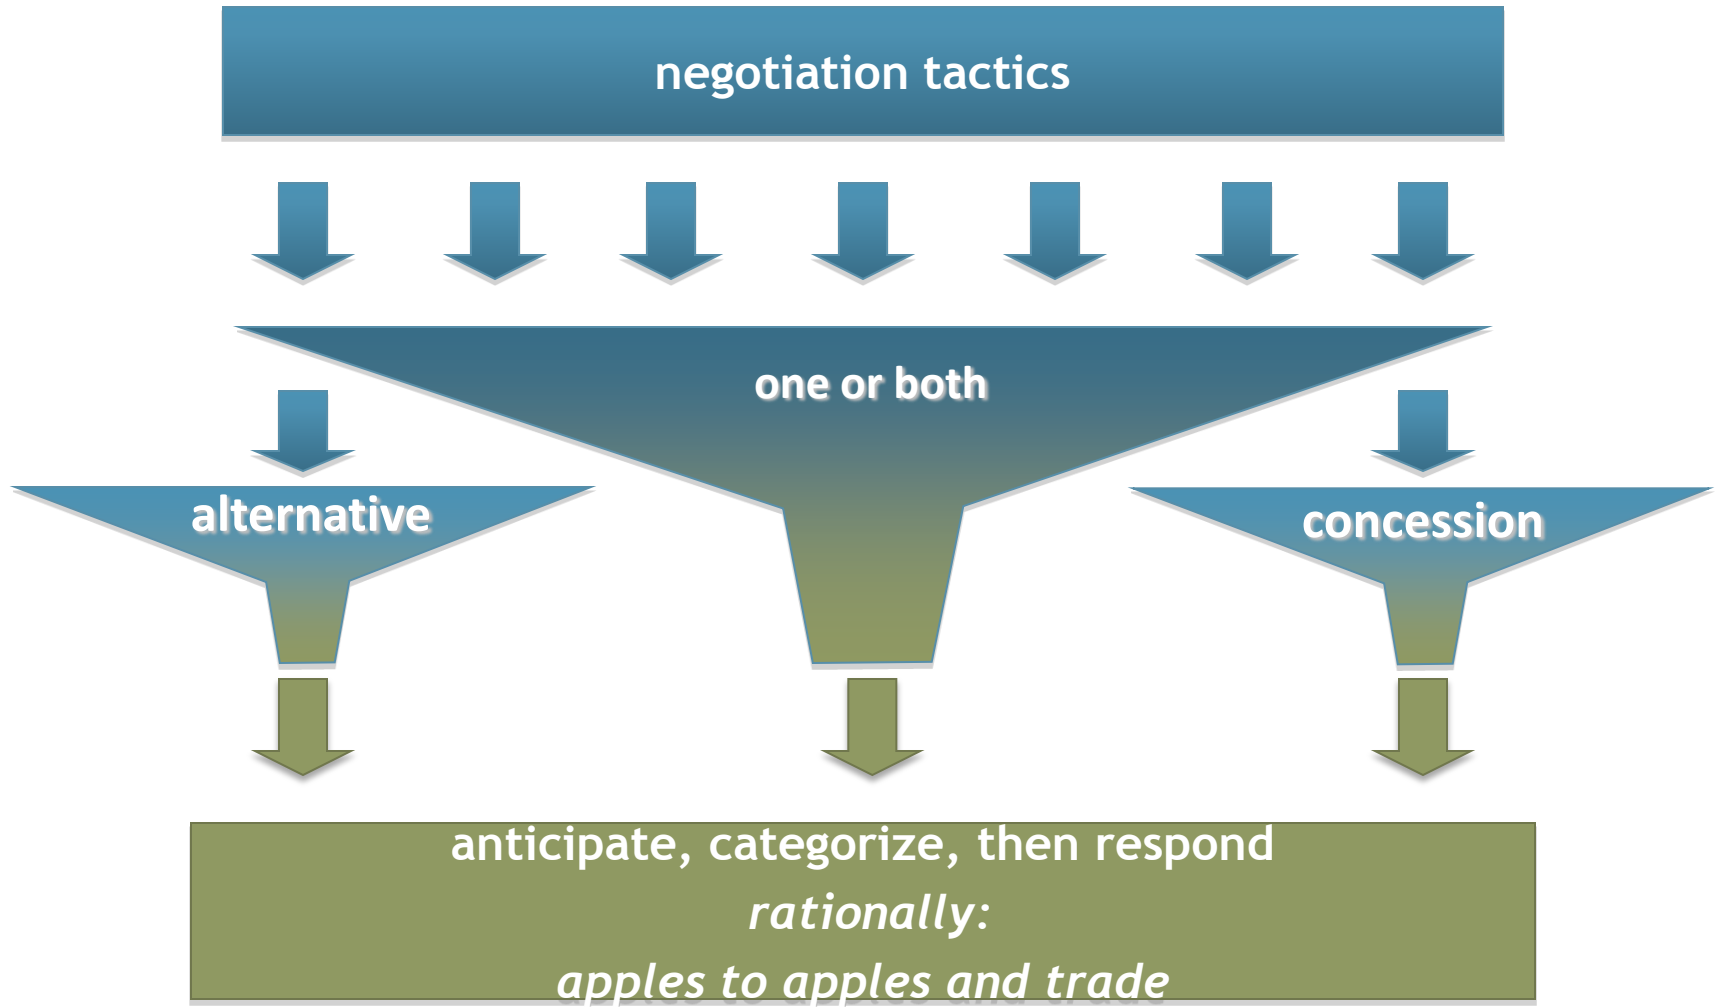 negotiation tactics
one or both
alternative
concession
anticipate, categorize, then respond
rationally:
apples to apples and trade